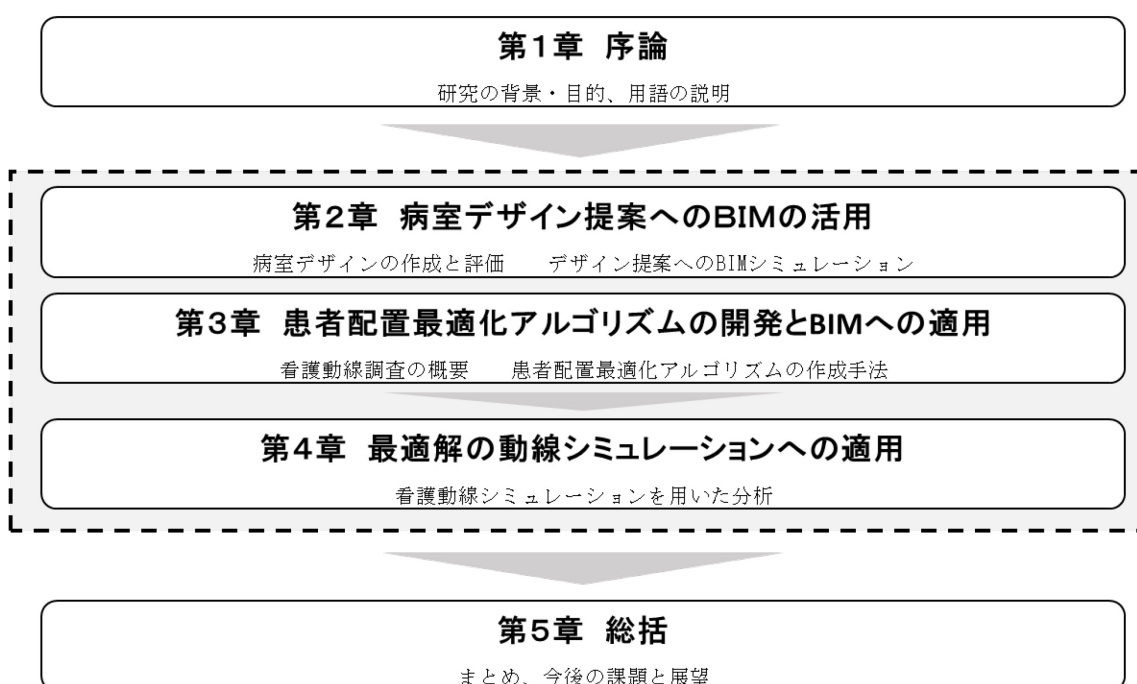 第1章 序論
研究の背景・目的、用語の説明
第2章 病室デザイン提案へのBIMの活用
病室デザインの作成と評価　　デザイン提案へのBIMシミュレーション
第3章 患者配置最適化アルゴリズムの開発とBIMへの適用
看護動線調査の概要　　患者配置最適化アルゴリズムの作成手法
第4章 最適解の動線シミュレーションへの適用
看護動線シミュレーションを用いた分析
第5章 総括
まとめ、今後の課題と展望